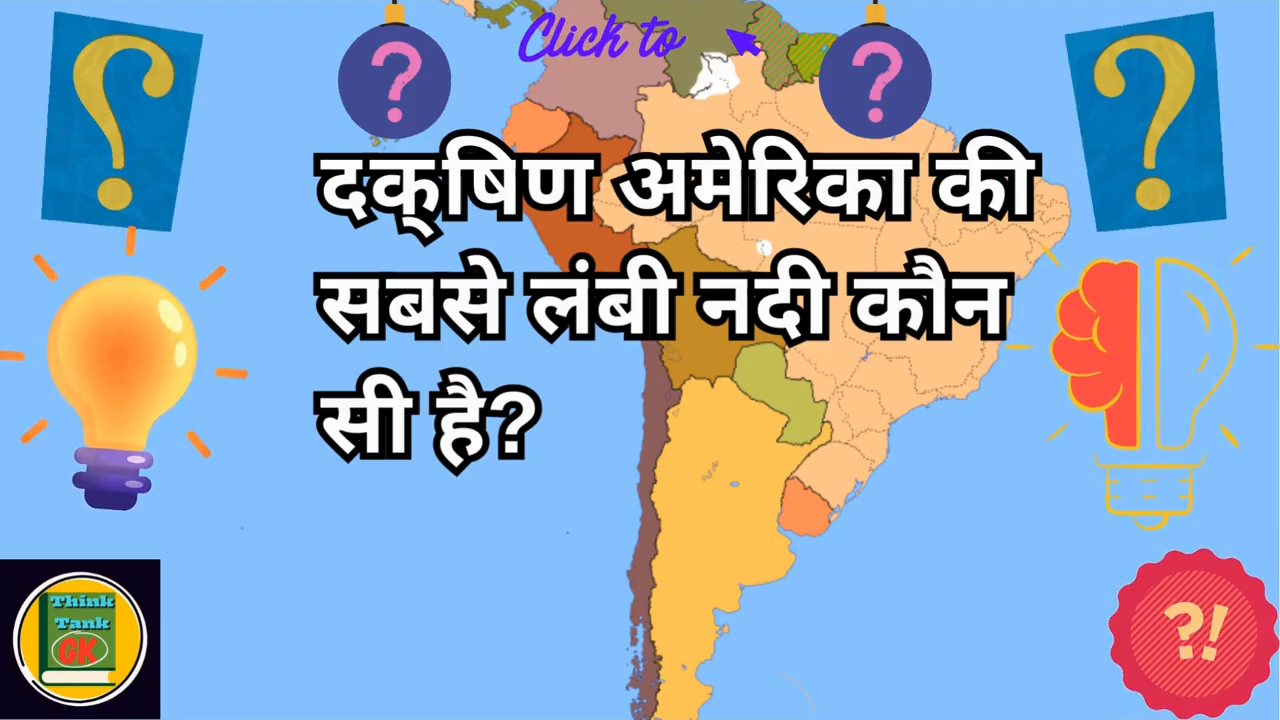 Click to
दक्षिण अमेरिका की
सबसे लंबी नदी कौन
सी है?
Think
Tank
GK
?!